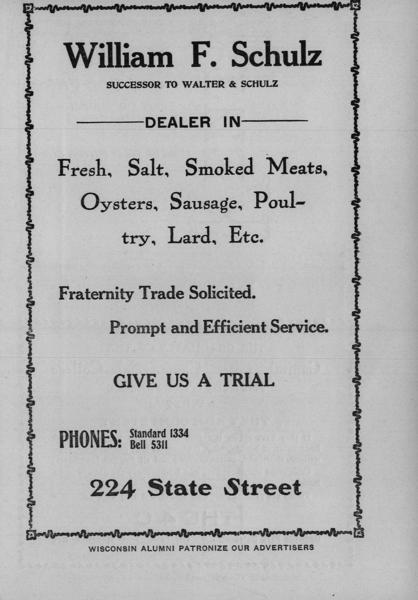 William F. Schulz
SUCCESSOR TO WALTER & SCHULZ
DEALER IN
Fresh, Salt, Smoked Meats,
Oysters, Sausage, Poul-
try, Lard, Etc.
Fraternity Trade Solicited.
Prompt and Efficient Service.
GIVE US A TRIAL
PHONES: Standard 1334
Bell 5311
224 State Street
WISCONSIN ALUMNI PATRONIZE OUR ADVERTISERS